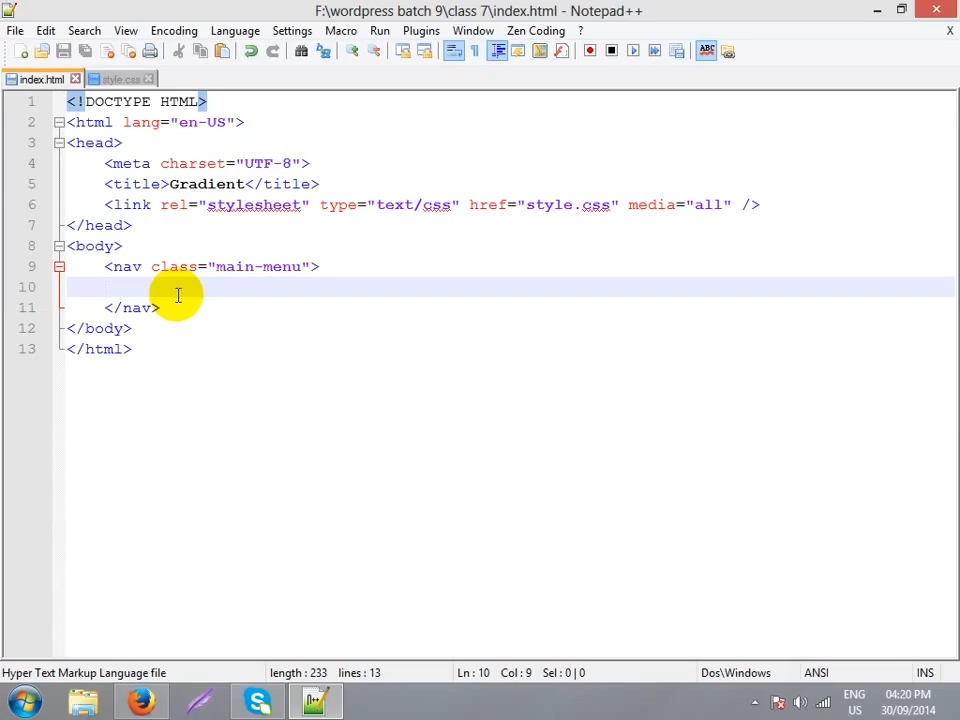 F:\wordpress batch 9\class 7\index.html - Notepad++
File Edit Search View Encoding Language Settings Macro Run Plugins Window Zen Coding ? X
index.html style.css
1 <!DOCTYPE HTML>
2 <html lang="en-US">
3 <head>
4 <meta charset="UTF-8">
5 <title>Gradient</title>
6 <link rel="stylesheet" type="text/css" href="style.css" media="all" />
7 </head>
8 <body>
9 <nav class="main-menu">
10
11 </nav>
12 </body>
13 </html>
Hyper Text Markup Language file length : 233 lines : 13 Ln : 10 Col : 9 Sel : 0 | 0 Dos\Windows ANSI INS
ENG 04:20 PM
US 30/09/2014